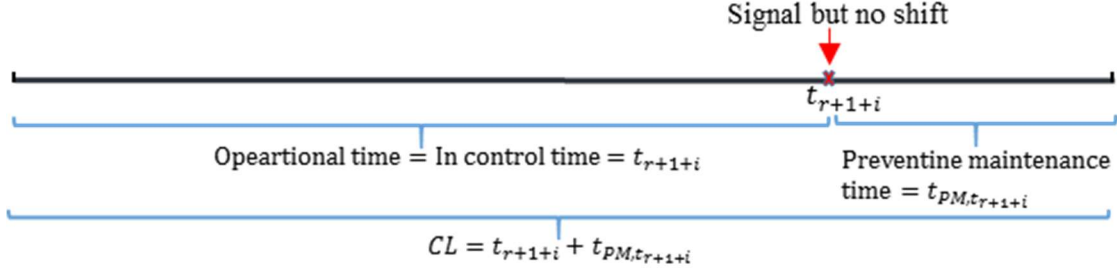 Signal but no shift
x
t_{r+1+i}
Opeartional time = In control time = t_{r+1+i}
Preventine maintenance
time = t_{PM,t_{r+1+i}}
CL = t_{r+1+i} + t_{PM,t_{r+1+i}}